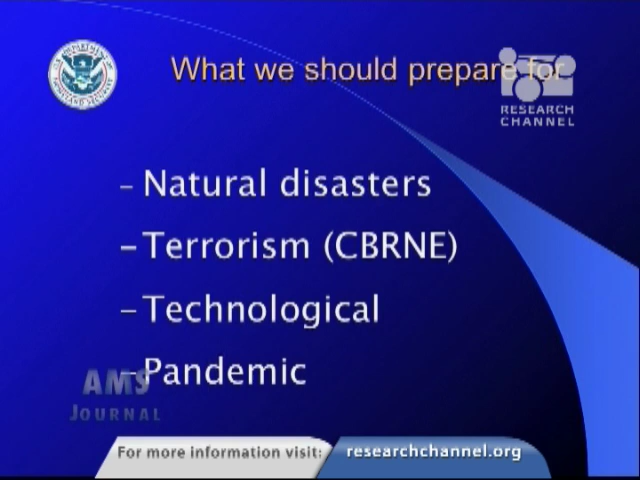 What we should prepare for
RESEARCH
CHANNEL
– Natural disasters
– Terrorism (CBRNE)
– Technological
– Pandemic
AMS
JOURNAL
For more information visit: researchchannel.org